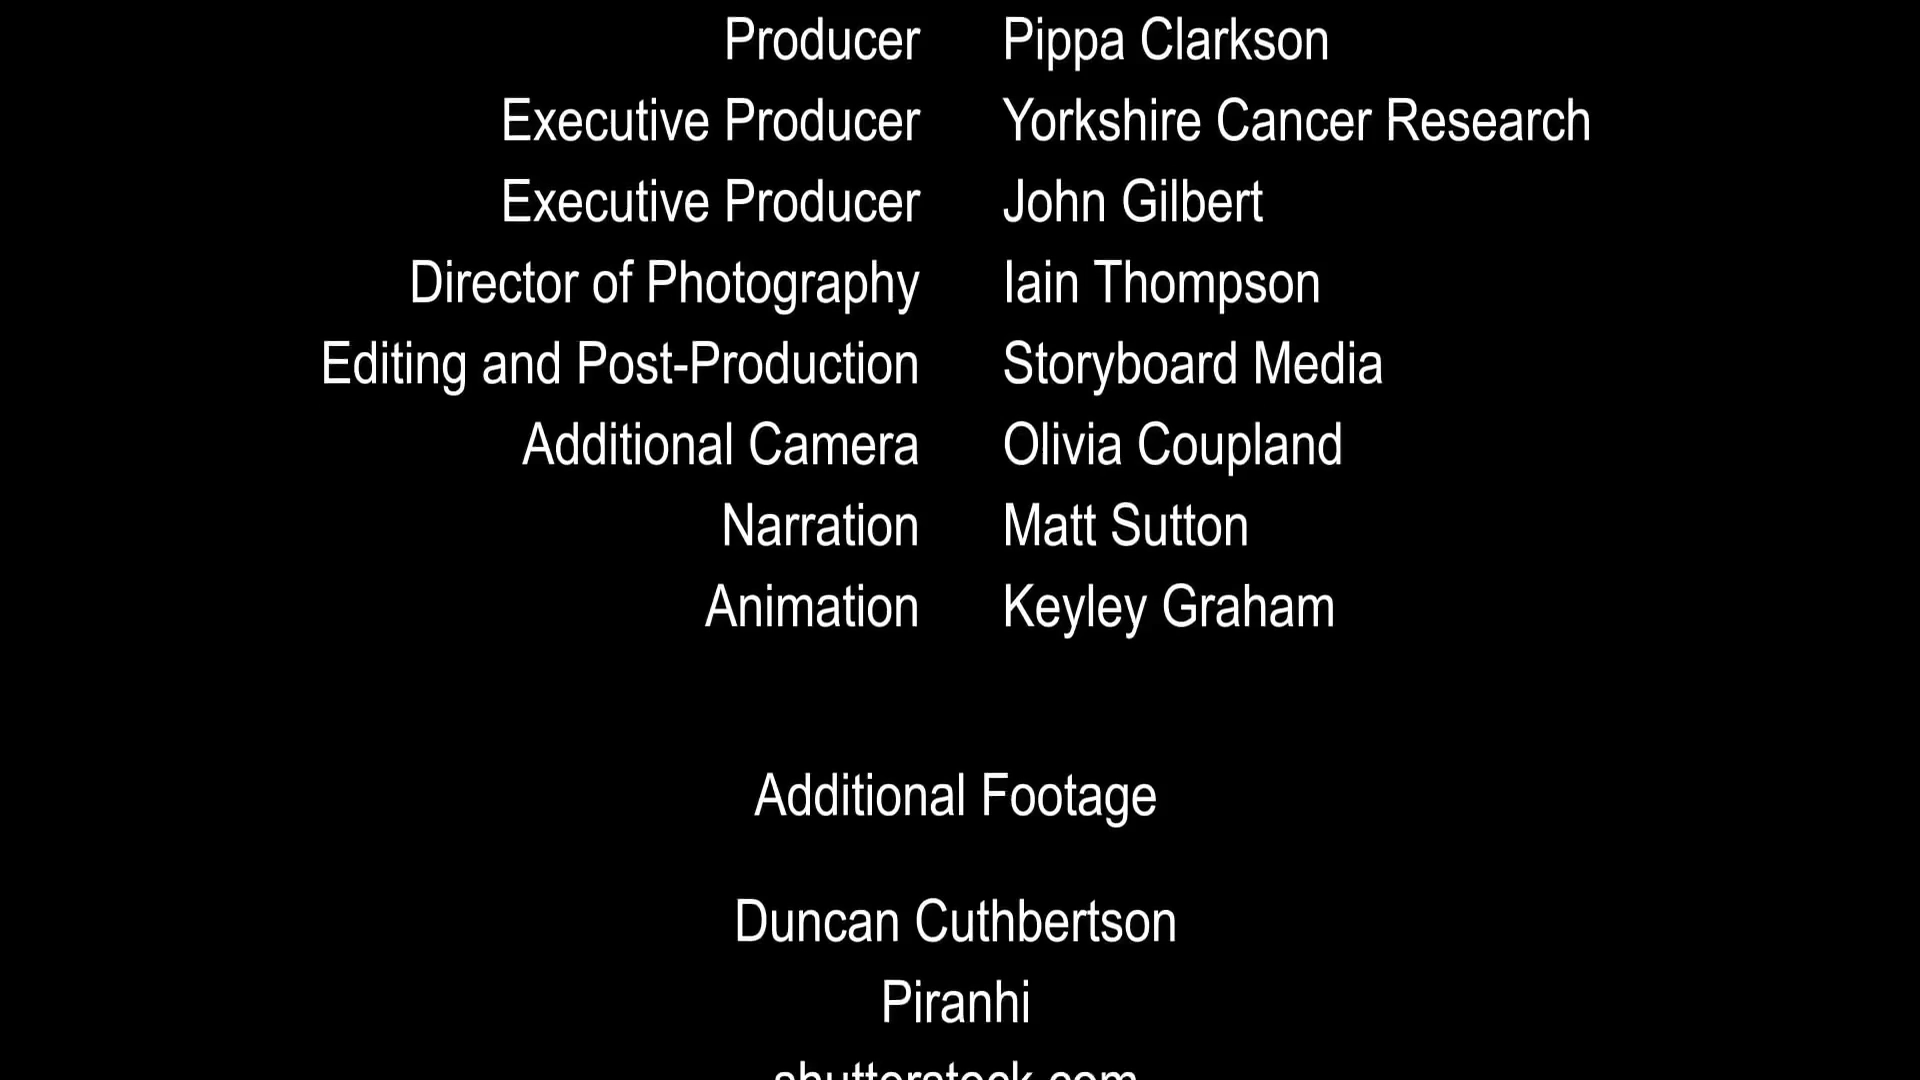 Producer Pippa Clarkson
Executive Producer Yorkshire Cancer Research
Executive Producer John Gilbert
Director of Photography Iain Thompson
Editing and Post-Production Storyboard Media
Additional Camera Olivia Coupland
Narration Matt Sutton
Animation Keyley Graham
Additional Footage
Duncan Cuthbertson
Piranhi
shutterstock.com